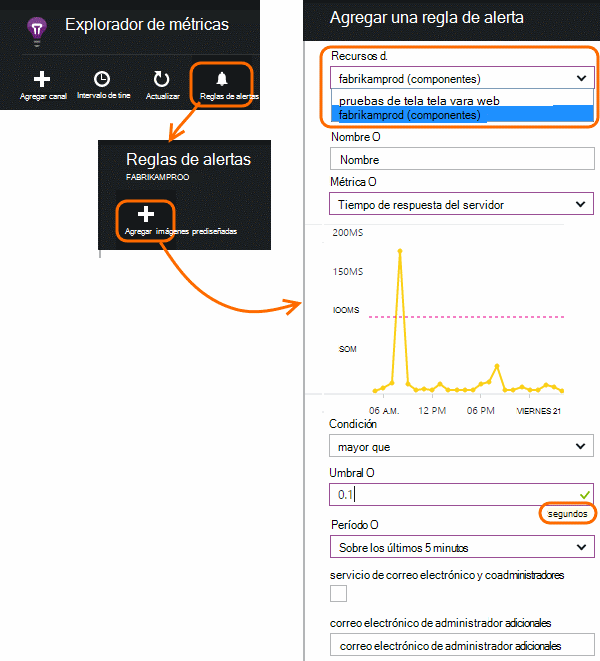 Explorador de métricas
Agregar canal
Intervalo de tine
Actualizar
Reglas de alertas
Reglas de alertas
FABRIKAMPROO
Agregar imágenes prediseñadas
Agregar una regla de alerta
Recursos d.
fabrikamprod (componentes)
pruebas de tela tela vara web
fabrikamprod (componentes)
Nombre O
Nombre
Métrica O
Tiempo de respuesta del servidor
200MS
150MS
IOOMS
SOM
06 A.M. 12 PM 06 PM VIERNES 21
Condición
mayor que
Umbral O
0.1
segundos
Período O
Sobre los últimos 5 minutos
servicio de correo electrónico y coadministradores
correo electrónico de administrador adicionales
correo electrónico de administrador adicionales